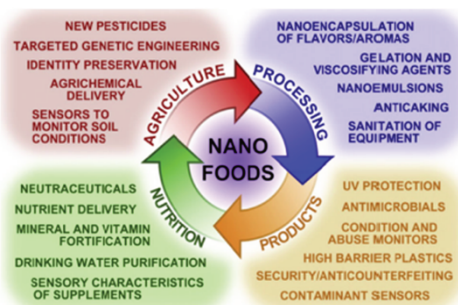 NEW PESTICIDES
TARGETED GENETIC ENGINEERING
IDENTITY PRESERVATION
AGRICHEMICAL
DELIVERY
SENSORS TO
MONITOR SOIL
CONDITIONS
NANOENCAPSULATION
OF FLAVORS/AROMAS
GELATION AND
VISCOSIFYING AGENTS
NANOEMULSIONS
ANTICAKING
SANITATION OF
EQUIPMENT
AGRICULTURE
PROCESSING
NANO
FOODS
NUTRITION
PRODUCTS
NEUTRACEUTICALS
NUTRIENT DELIVERY
MINERAL AND VITAMIN
FORTIFICATION
DRINKING WATER PURIFICATION
SENSORY CHARACTERISTICS
OF SUPPLEMENTS
UV PROTECTION
ANTIMICROBIALS
CONDITION AND
ABUSE MONITORS
HIGH BARRIER PLASTICS
SECURITY/ANTICOUNTERFEITING
CONTAMINANT SENSORS